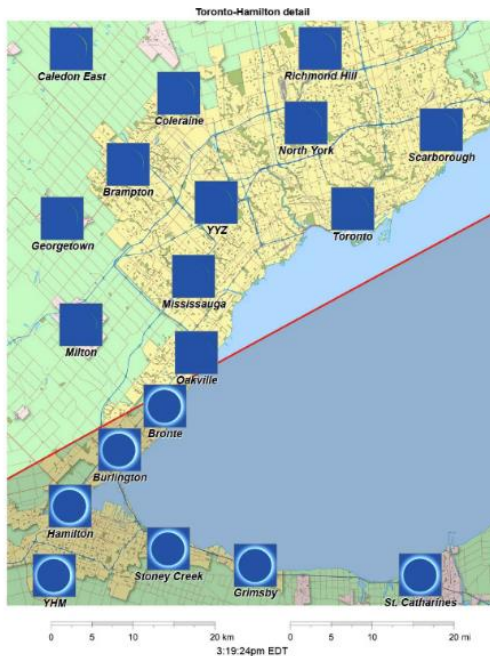 Toronto-Hamilton detail
Caledon East
Richmond Hill
Coleraine
North York
Scarborough
Brampton
YYZ
Georgetown
Toronto
Mississauga
Milton
Oakville
Bronte
Burlington
Hamilton
Stoney Creek
Grimsby
YHM
St. Catharines
0 5 10 20 km
0 5 10 20 mi
3:19:24pm EDT